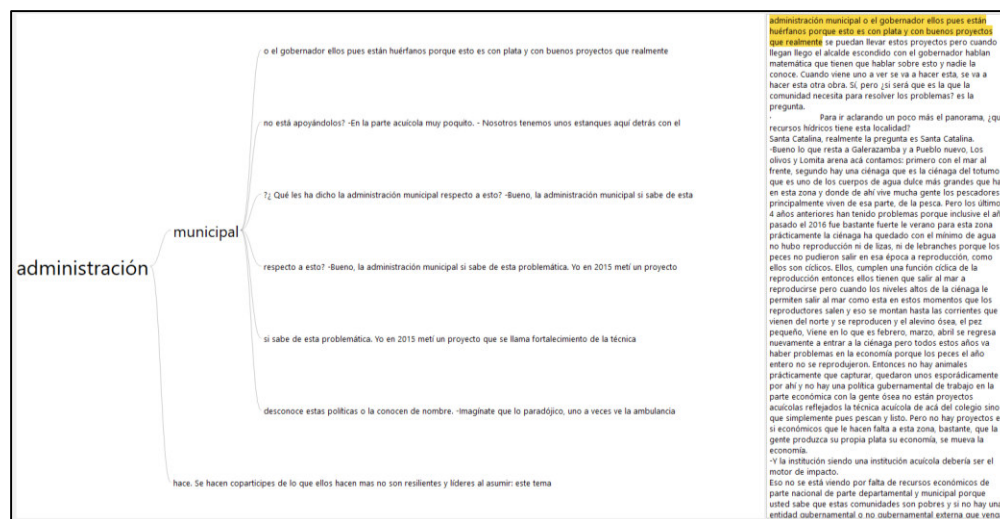 administración
municipal
o el gobernador ellos pues están huérfanos porque esto es con plata y con buenos proyectos que realmente
no está apoyándolos? -En la parte acuícola muy poquito. - Nosotros tenemos unos estanques aquí detrás con el
?¿ Qué les ha dicho la administración municipal respecto a esto? -Bueno, la administración municipal si sabe de esta
respecto a esto? -Bueno, la administración municipal si sabe de esta problemática. Yo en 2015 metí un proyecto
si sabe de esta problemática. Yo en 2015 metí un proyecto que se llama fortalecimiento de la técnica
desconoce estas políticas o la conocen de nombre. -Imagínate que lo paradójico, uno a veces ve la ambulancia
hace. Se hacen coparticipes de lo que ellos hacen mas no son resilientes y líderes al asumir: este tema
administración municipal o el gobernador ellos pues están
huérfanos porque esto es con plata y con buenos proyectos
que realmente se puedan llevar estos proyectos pero cuando
llegan llego el alcalde escondido con el gobernador hablan
matemática que tienen que hablar sobre esto y nadie la
conoce. Cuando viene uno a ver se va a hacer esta, se va a
hacer esta otra obra. Sí, pero ¿si será que es la que la
comunidad necesita para resolver los problemas? es la
pregunta.
· Para ir aclarando un poco más el panorama, ¿qu
recursos hídricos tiene esta localidad?
Santa Catalina, realmente la pregunta es Santa Catalina.
-Bueno lo que resta a Galerazamba y a Pueblo nuevo, Los
olivos y Lomita arena acá contamos: primero con el mar al
frente, segundo hay una ciénaga que es la ciénaga del totumo
que es uno de los cuerpos de agua dulce más grandes que ha
en esta zona y donde de ahí vive mucha gente los pescadores
principalmente viven de esa parte, de la pesca. Pero los último
4 años anteriores han tenido problemas porque inclusive el añ
pasado el 2016 fue bastante fuerte le verano para esta zona
prácticamente la ciénaga ha quedado con el mínimo de agua
no hubo reproducción ni de lizas, ni de lebranches porque los
peces no pudieron salir en esa época a reproducción, como
ellos son cíclicos. Ellos, cumplen una función cíclica de la
reproducción entonces ellos tienen que salir al mar a
reproducirse pero cuando los niveles altos de la ciénaga le
permiten salir al mar como esta en estos momentos que los
reproductores salen y eso se montan hasta las corrientes que
vienen del norte y se reproducen y el alevino ósea, el pez
pequeño, Viene en lo que es febrero, marzo, abril se regresa
nuevamente a entrar a la ciénaga pero todos estos años va
haber problemas en la economía porque los peces el año
entero no se reprodujeron. Entonces no hay animales
prácticamente que capturar, quedaron unos esporádicamente
por ahí y no hay una política gubernamental de trabajo en la
parte económica con la gente ósea no están proyectos
acuícolas reflejados la técnica acuícola de acá del colegio sino
que simplemente pues pescan y listo. Pero no hay proyectos e
si económicos que le hacen falta a esta zona, bastante, que la
gente produzca su propia plata su economía, se mueva la
economía.
-Y la institución siendo una institución acuícola debería ser el
motor de impacto.
Eso no se está viendo por falta de recursos económicos de
parte nacional de parte departamental y municipal porque
usted sabe que estas comunidades son pobres y si no hay una
entidad gubernamental o no gubernamental externa que veng